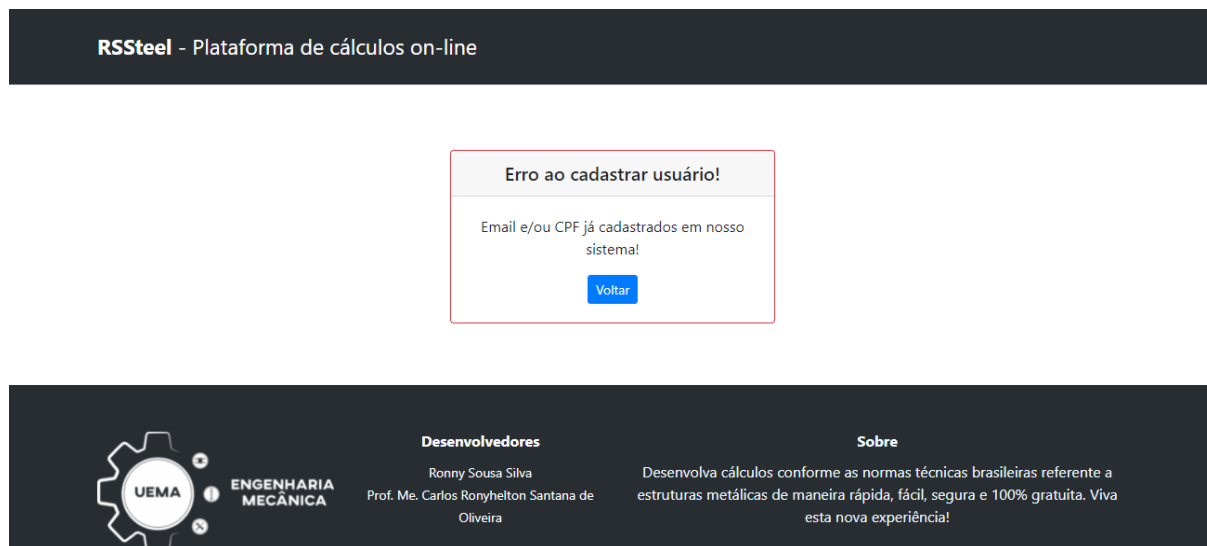 RSSteel - Plataforma de cálculos on-line
Erro ao cadastrar usuário!
Email e/ou CPF já cadastrados em nosso
sistema!
Voltar
UEMA
ENGENHARIA
MECÂNICA
Desenvolvedores
Ronny Sousa Silva
Prof. Me. Carlos Ronyhelton Santana de
Oliveira
Sobre
Desenvolva cálculos conforme as normas técnicas brasileiras referente a
estruturas metálicas de maneira rápida, fácil, segura e 100% gratuita. Viva
esta nova experiência!